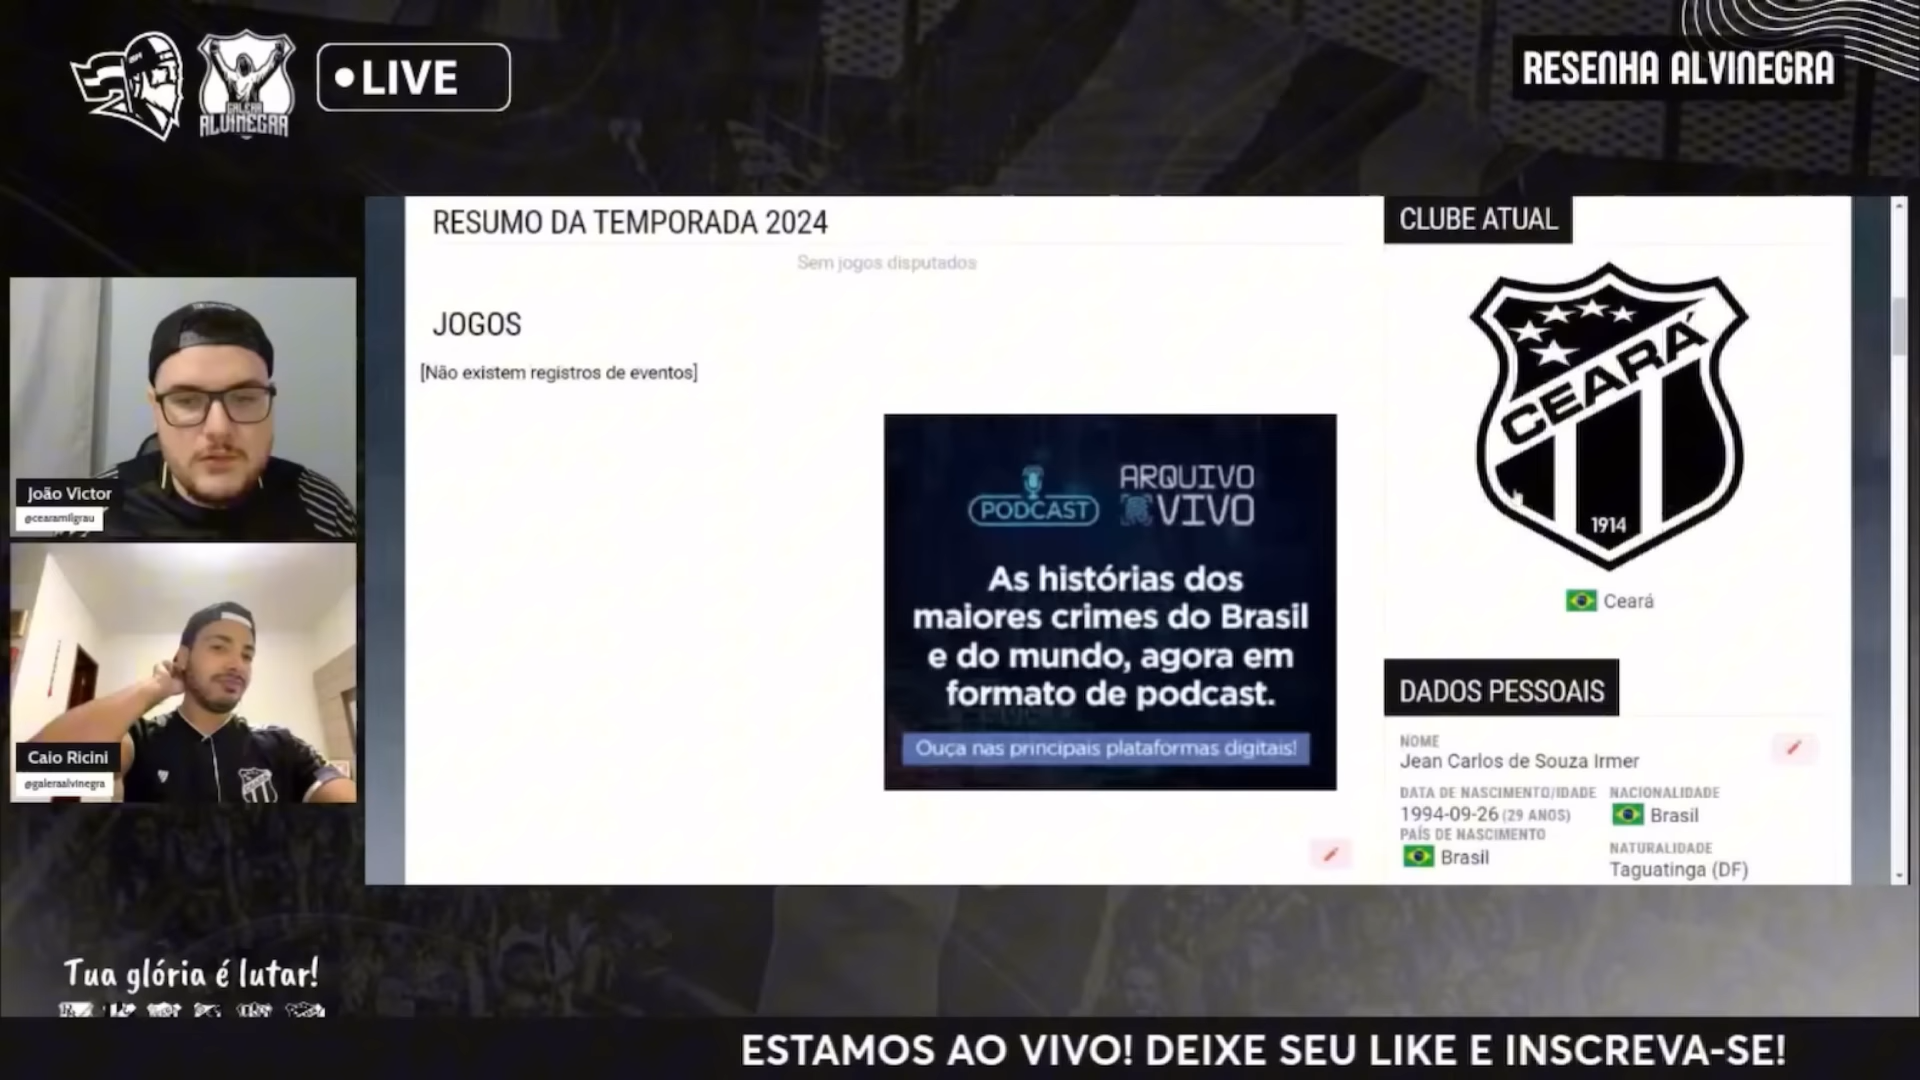 LIVE
GALERA
ALVINEGRA
RESENHA ALVINEGRA
RESUMO DA TEMPORADA 2024
Sem jogos disputados
JOGOS
[Não existem registros de eventos]
PODCAST
ARQUIVO
VIVO
As histórias dos
maiores crimes do Brasil
e do mundo, agora em
formato de podcast.
Ouça nas principais plataformas digitais!
CLUBE ATUAL
CEARÁ
1914
Ceará
DADOS PESSOAIS
NOME
Jean Carlos de Souza Irmer
DATA DE NASCIMENTO/IDADE
1994-09-26 (29 ANOS)
PAÍS DE NASCIMENTO
Brasil
NACIONALIDADE
Brasil
NATURALIDADE
Taguatinga (DF)
João Victor
@cearamilgrau
Caio Ricini
@galeraalvinegra
Tua glória é lutar!
ESTAMOS AO VIVO! DEIXE SEU LIKE E INSCREVA-SE!